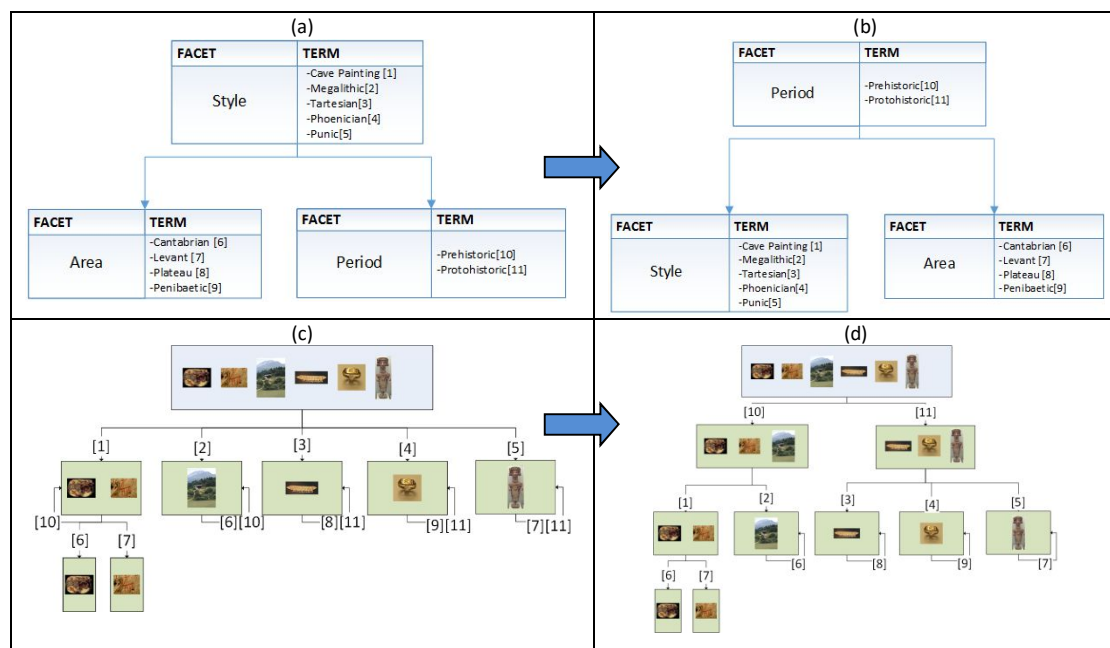 (a)
FACET TERM
Style
-Cave Painting [1]
-Megalithic[2]
-Tartesian[3]
-Phoenician[4]
-Punic[5]
FACET TERM
Area
-Cantabrian [6]
-Levant [7]
-Plateau [8]
-Penibaetic[9]
FACET TERM
Period
-Prehistoric[10]
-Protohistoric[11]
(b)
FACET TERM
Period
-Prehistoric[10]
-Protohistoric[11]
FACET TERM
Style
-Cave Painting [1]
-Megalithic[2]
-Tartesian[3]
-Phoenician[4]
-Punic[5]
FACET TERM
Area
-Cantabrian [6]
-Levant [7]
-Plateau [8]
-Penibaetic[9]
(c)
[1] [2] [3] [4] [5]
[10] [6][10] [8][11] [9][11] [7][11]
[6] [7]
(d)
[10] [11]
[1] [2] [3] [4] [5]
[6] [8] [9] [7]
[6] [7]